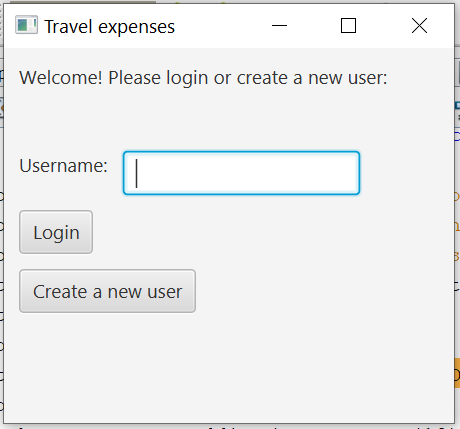 Travel expenses
Welcome! Please login or create a new user:
Username:
Login
Create a new user